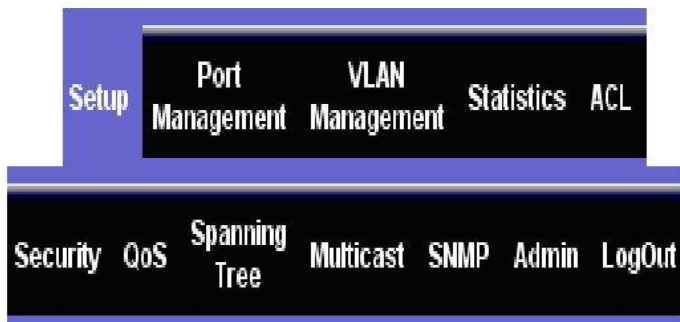 Setup
Port Management
VLAN Management
Statistics
ACL
Security
QoS
Spanning Tree
Multicast
SNMP
Admin
LogOut